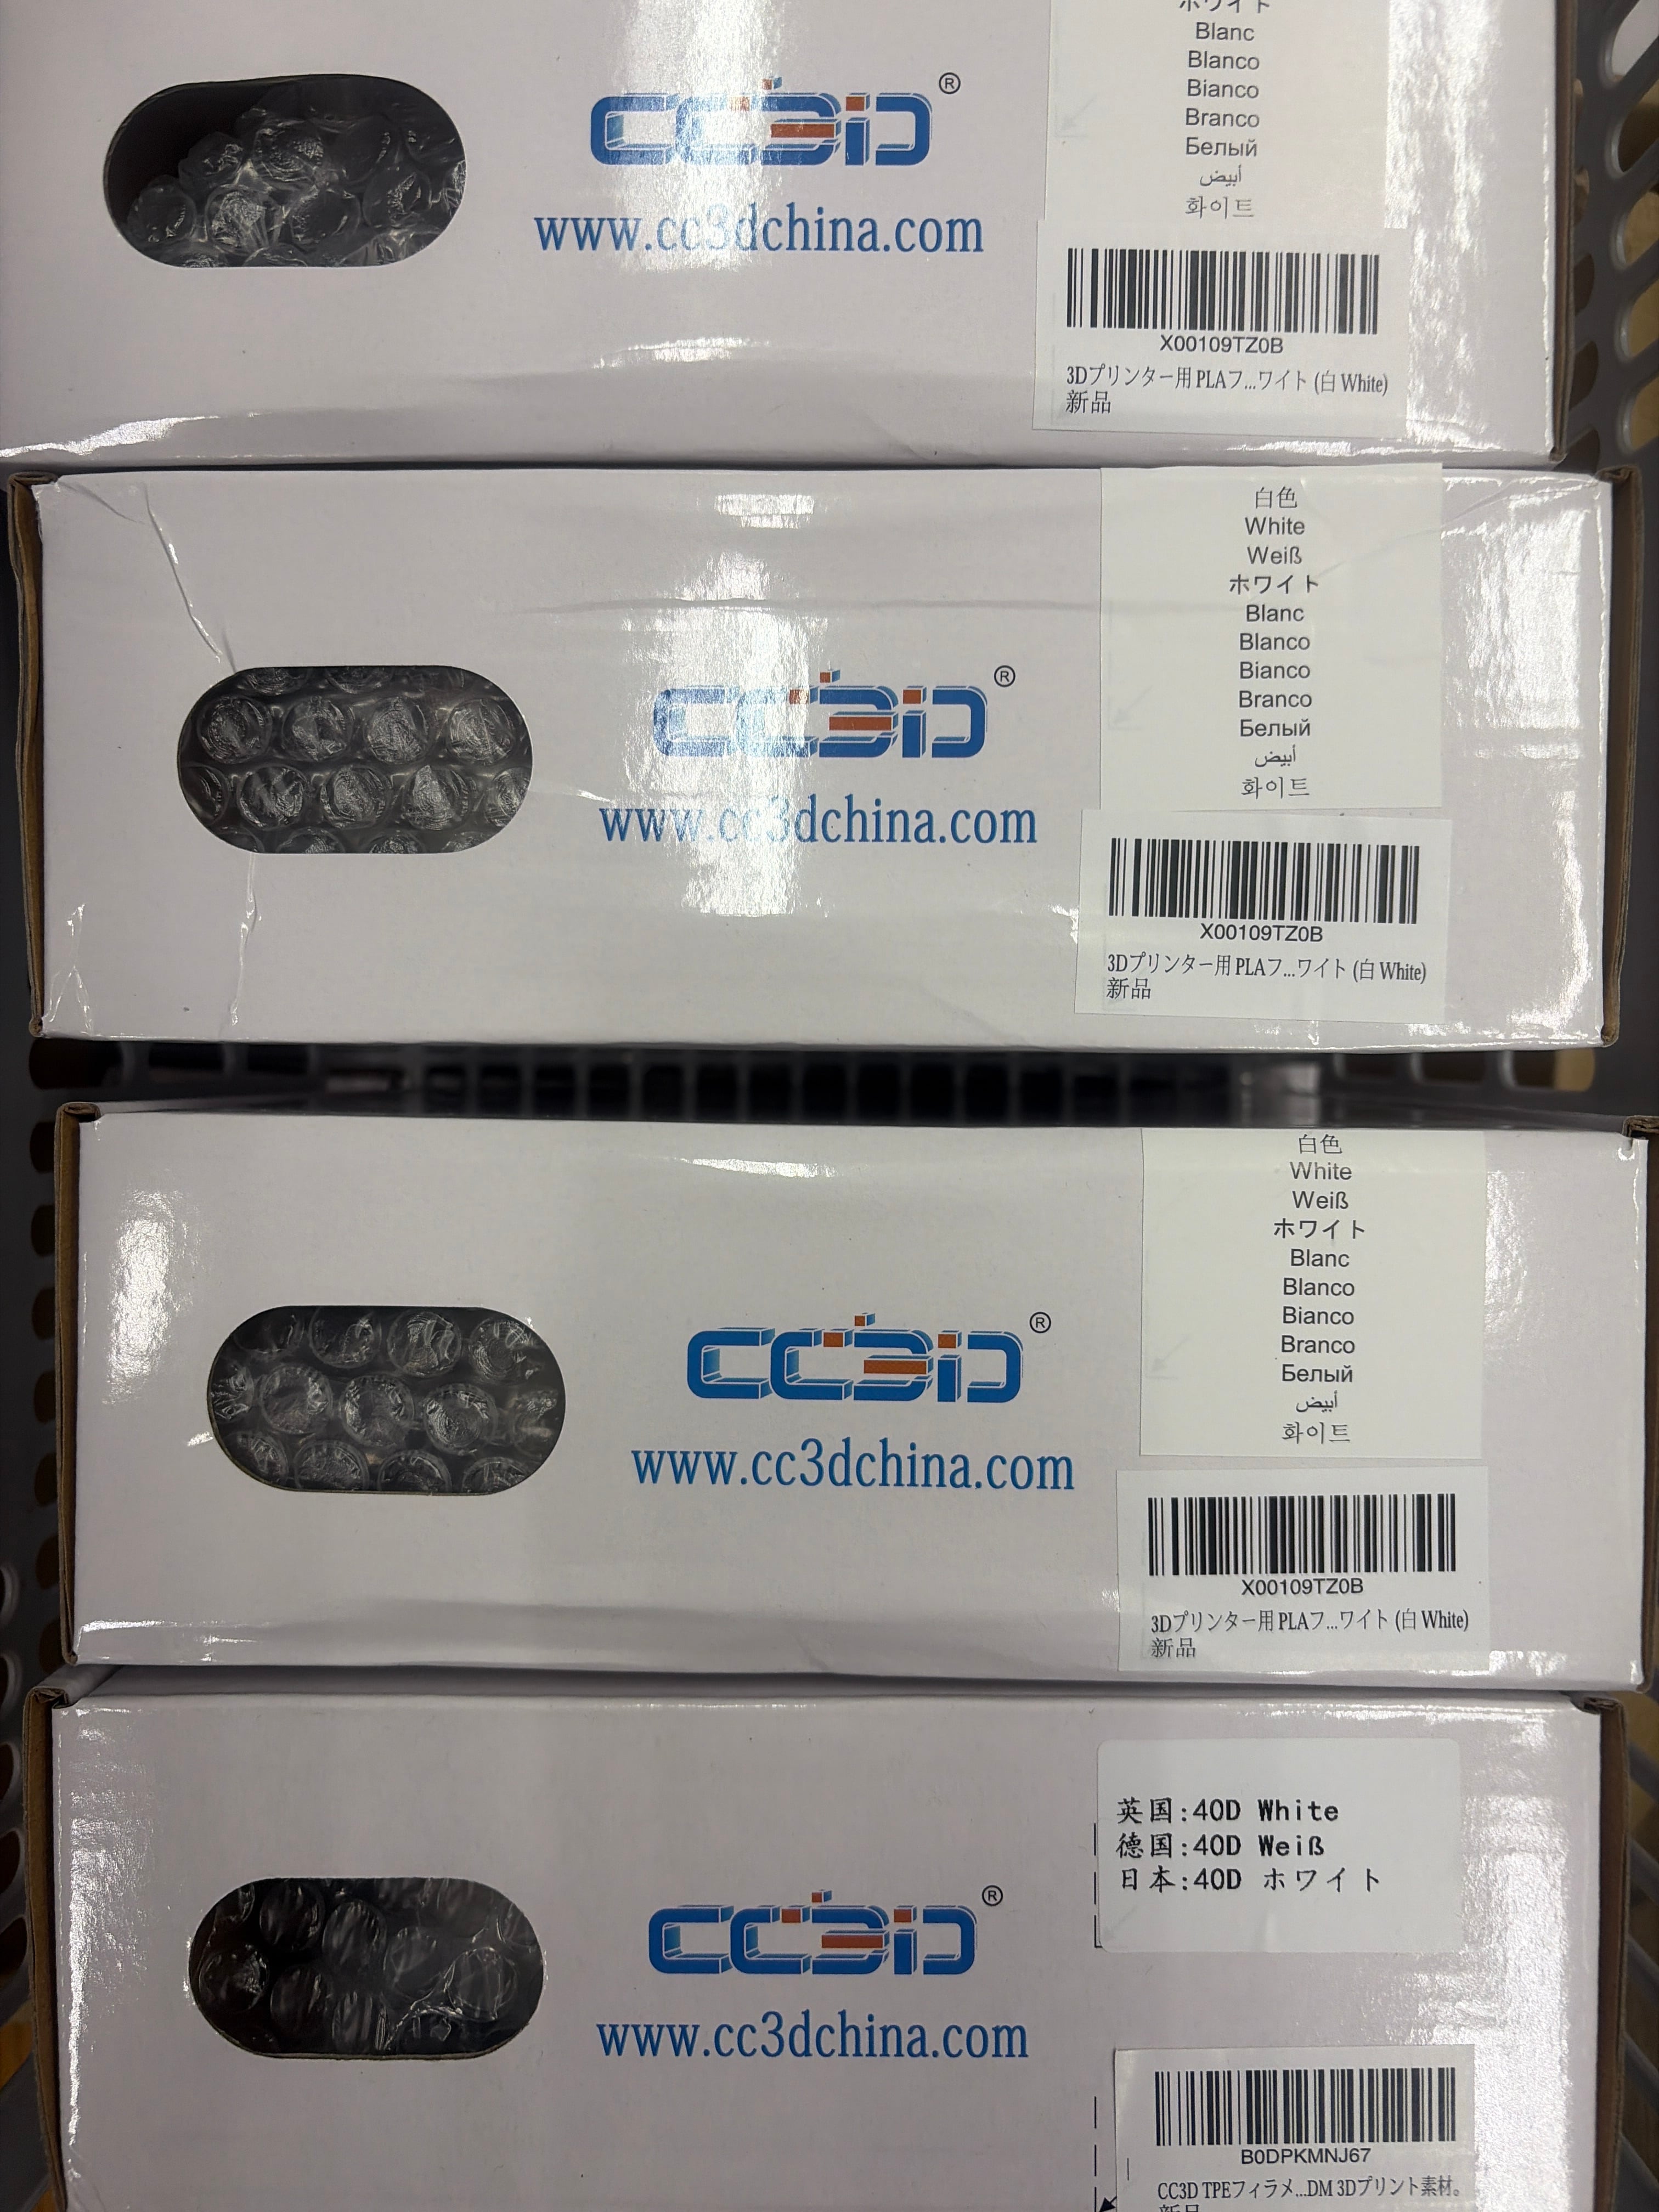 ホワイト
Blanc
Blanco
Bianco
Branco
Белый
أبيض
화이트
CC3D®
www.cc3dchina.com
X00109TZ0B
3Dプリンター用 PLAフ...ワイト (白 White)
新品
白色
White
Weiß
ホワイト
Blanc
Blanco
Bianco
Branco
Белый
أبيض
화이트
CC3D®
www.cc3dchina.com
X00109TZ0B
3Dプリンター用 PLAフ...ワイト (白 White)
新品
白色
White
Weiß
ホワイト
Blanc
Blanco
Bianco
Branco
Белый
أبيض
화이트
CC3D®
www.cc3dchina.com
X00109TZ0B
3Dプリンター用 PLAフ...ワイト (白 White)
新品
英国:40D White
德国:40D Weiß
日本:40D ホワイト
CC3D®
www.cc3dchina.com
B0DPKMNJ67
CC3D TPEフィラメ...DM 3Dプリント素材。
新品